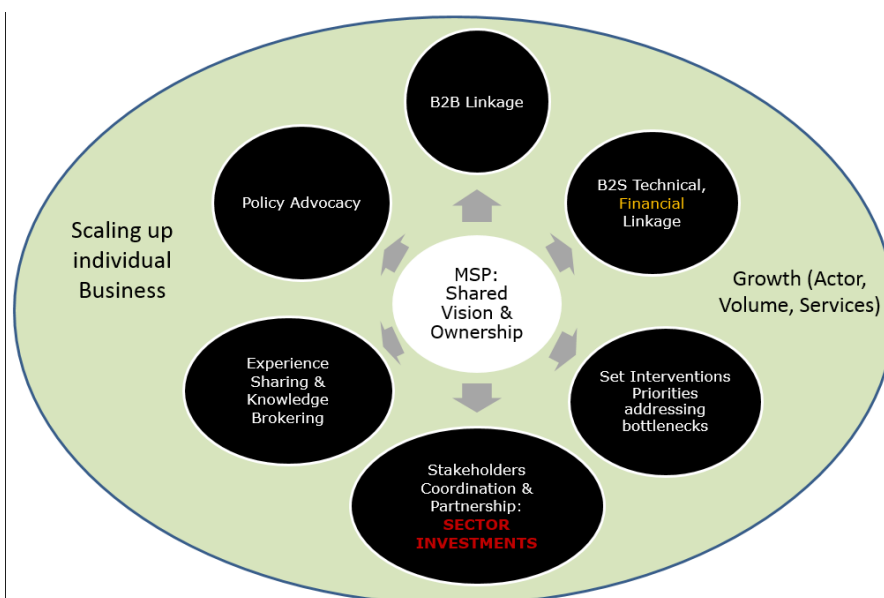 B2B Linkage
Policy Advocacy
B2S Technical,
Financial
Linkage
Scaling up
individual
Business
MSP:
Shared
Vision &
Ownership
Growth (Actor,
Volume, Services)
Experience
Sharing &
Knowledge
Brokering
Set Interventions
Priorities
addressing
bottlenecks
Stakeholders
Coordination &
Partnership:
SECTOR
INVESTMENTS